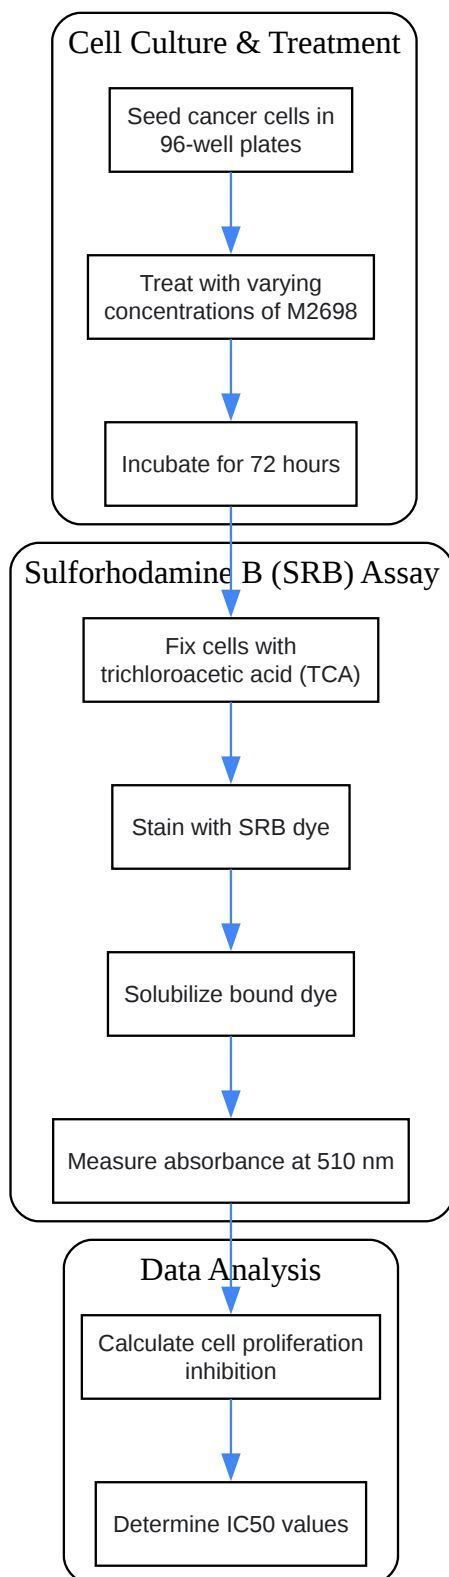 Cell Culture & Treatment
Seed cancer cells in
96-well plates
Treat with varying
concentrations of M2698
Incubate for 72 hours
Sulforhodamine B (SRB) Assay
Fix cells with
trichloroacetic acid (TCA)
Stain with SRB dye
Solubilize bound dye
Measure absorbance at 510 nm
Data Analysis
Calculate cell proliferation
inhibition
Determine IC50 values